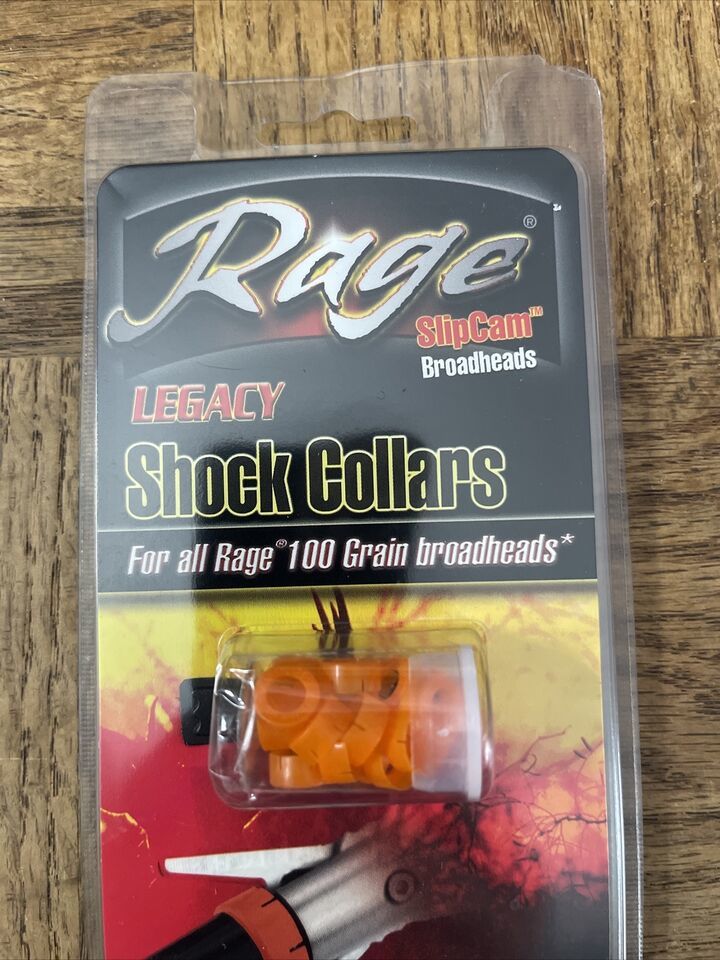 Rage®
SlipCam™
Broadheads
LEGACY
Shock Collars
For all Rage® 100 Grain broadheads*